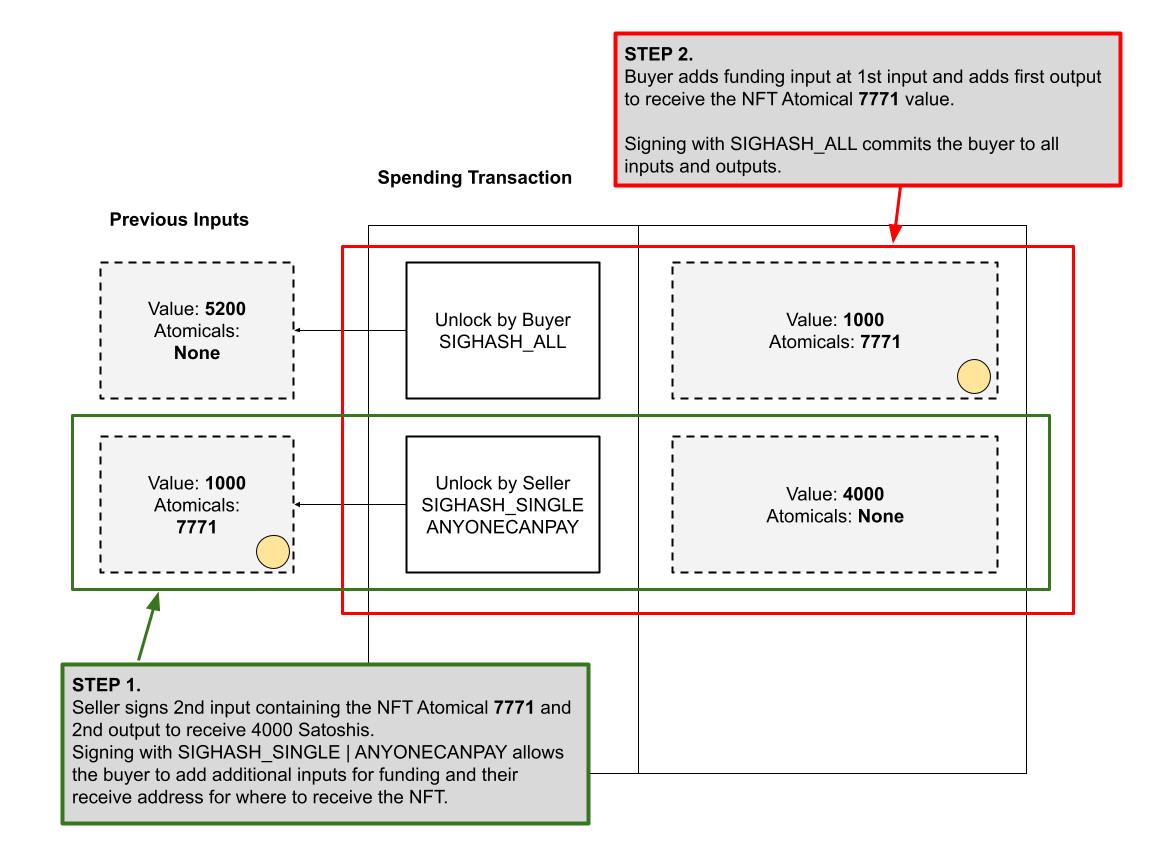 STEP 2.
Buyer adds funding input at 1st input and adds first output
to receive the NFT Atomical 7771 value.
Signing with SIGHASH_ALL commits the buyer to all
inputs and outputs.
Spending Transaction
Previous Inputs
Value: 5200
Atomicals:
None
Unlock by Buyer
SIGHASH_ALL
Value: 1000
Atomicals: 7771
Value: 1000
Atomicals:
7771
Unlock by Seller
SIGHASH_SINGLE
ANYONECANPAY
Value: 4000
Atomicals: None
STEP 1.
Seller signs 2nd input containing the NFT Atomical 7771 and
2nd output to receive 4000 Satoshis.
Signing with SIGHASH_SINGLE | ANYONECANPAY allows
the buyer to add additional inputs for funding and their
receive address for where to receive the NFT.